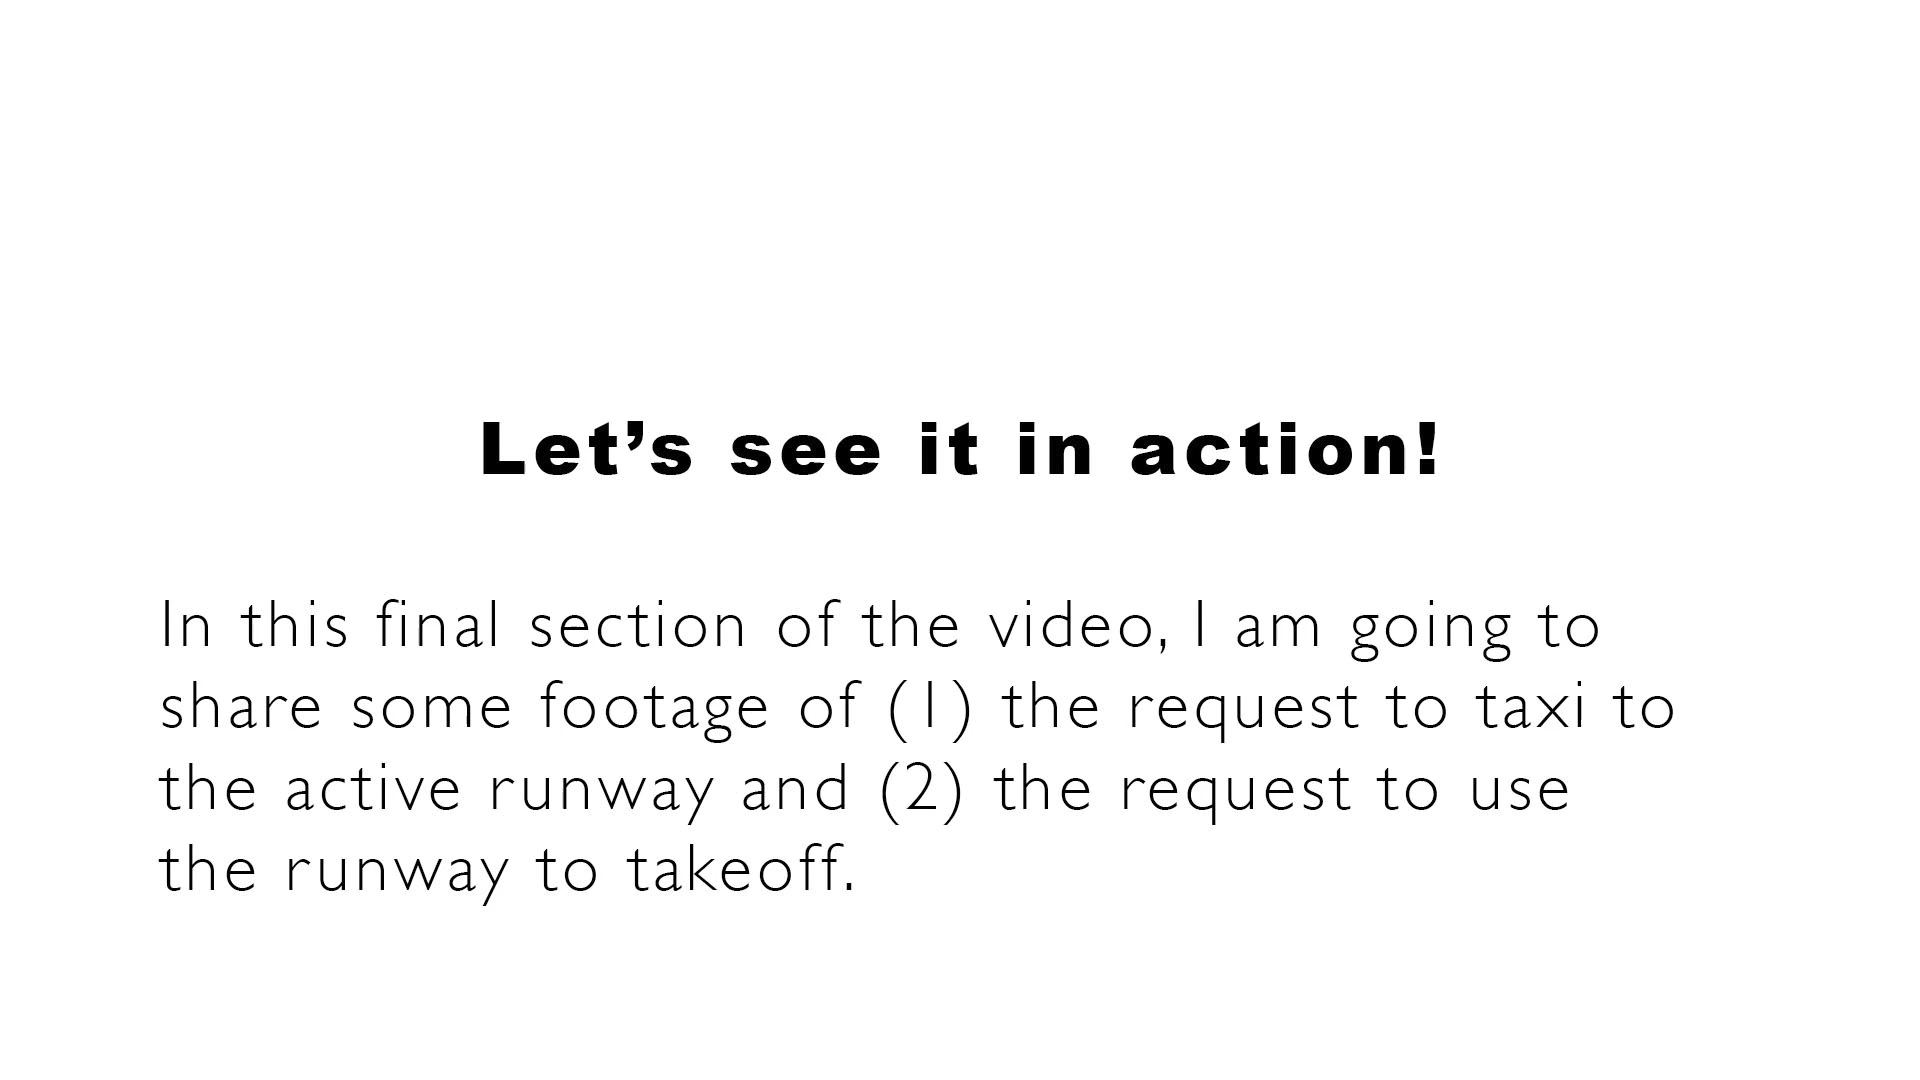 Let’s see it in action!
In this final section of the video, I am going to
share some footage of (1) the request to taxi to
the active runway and (2) the request to use
the runway to takeoff.